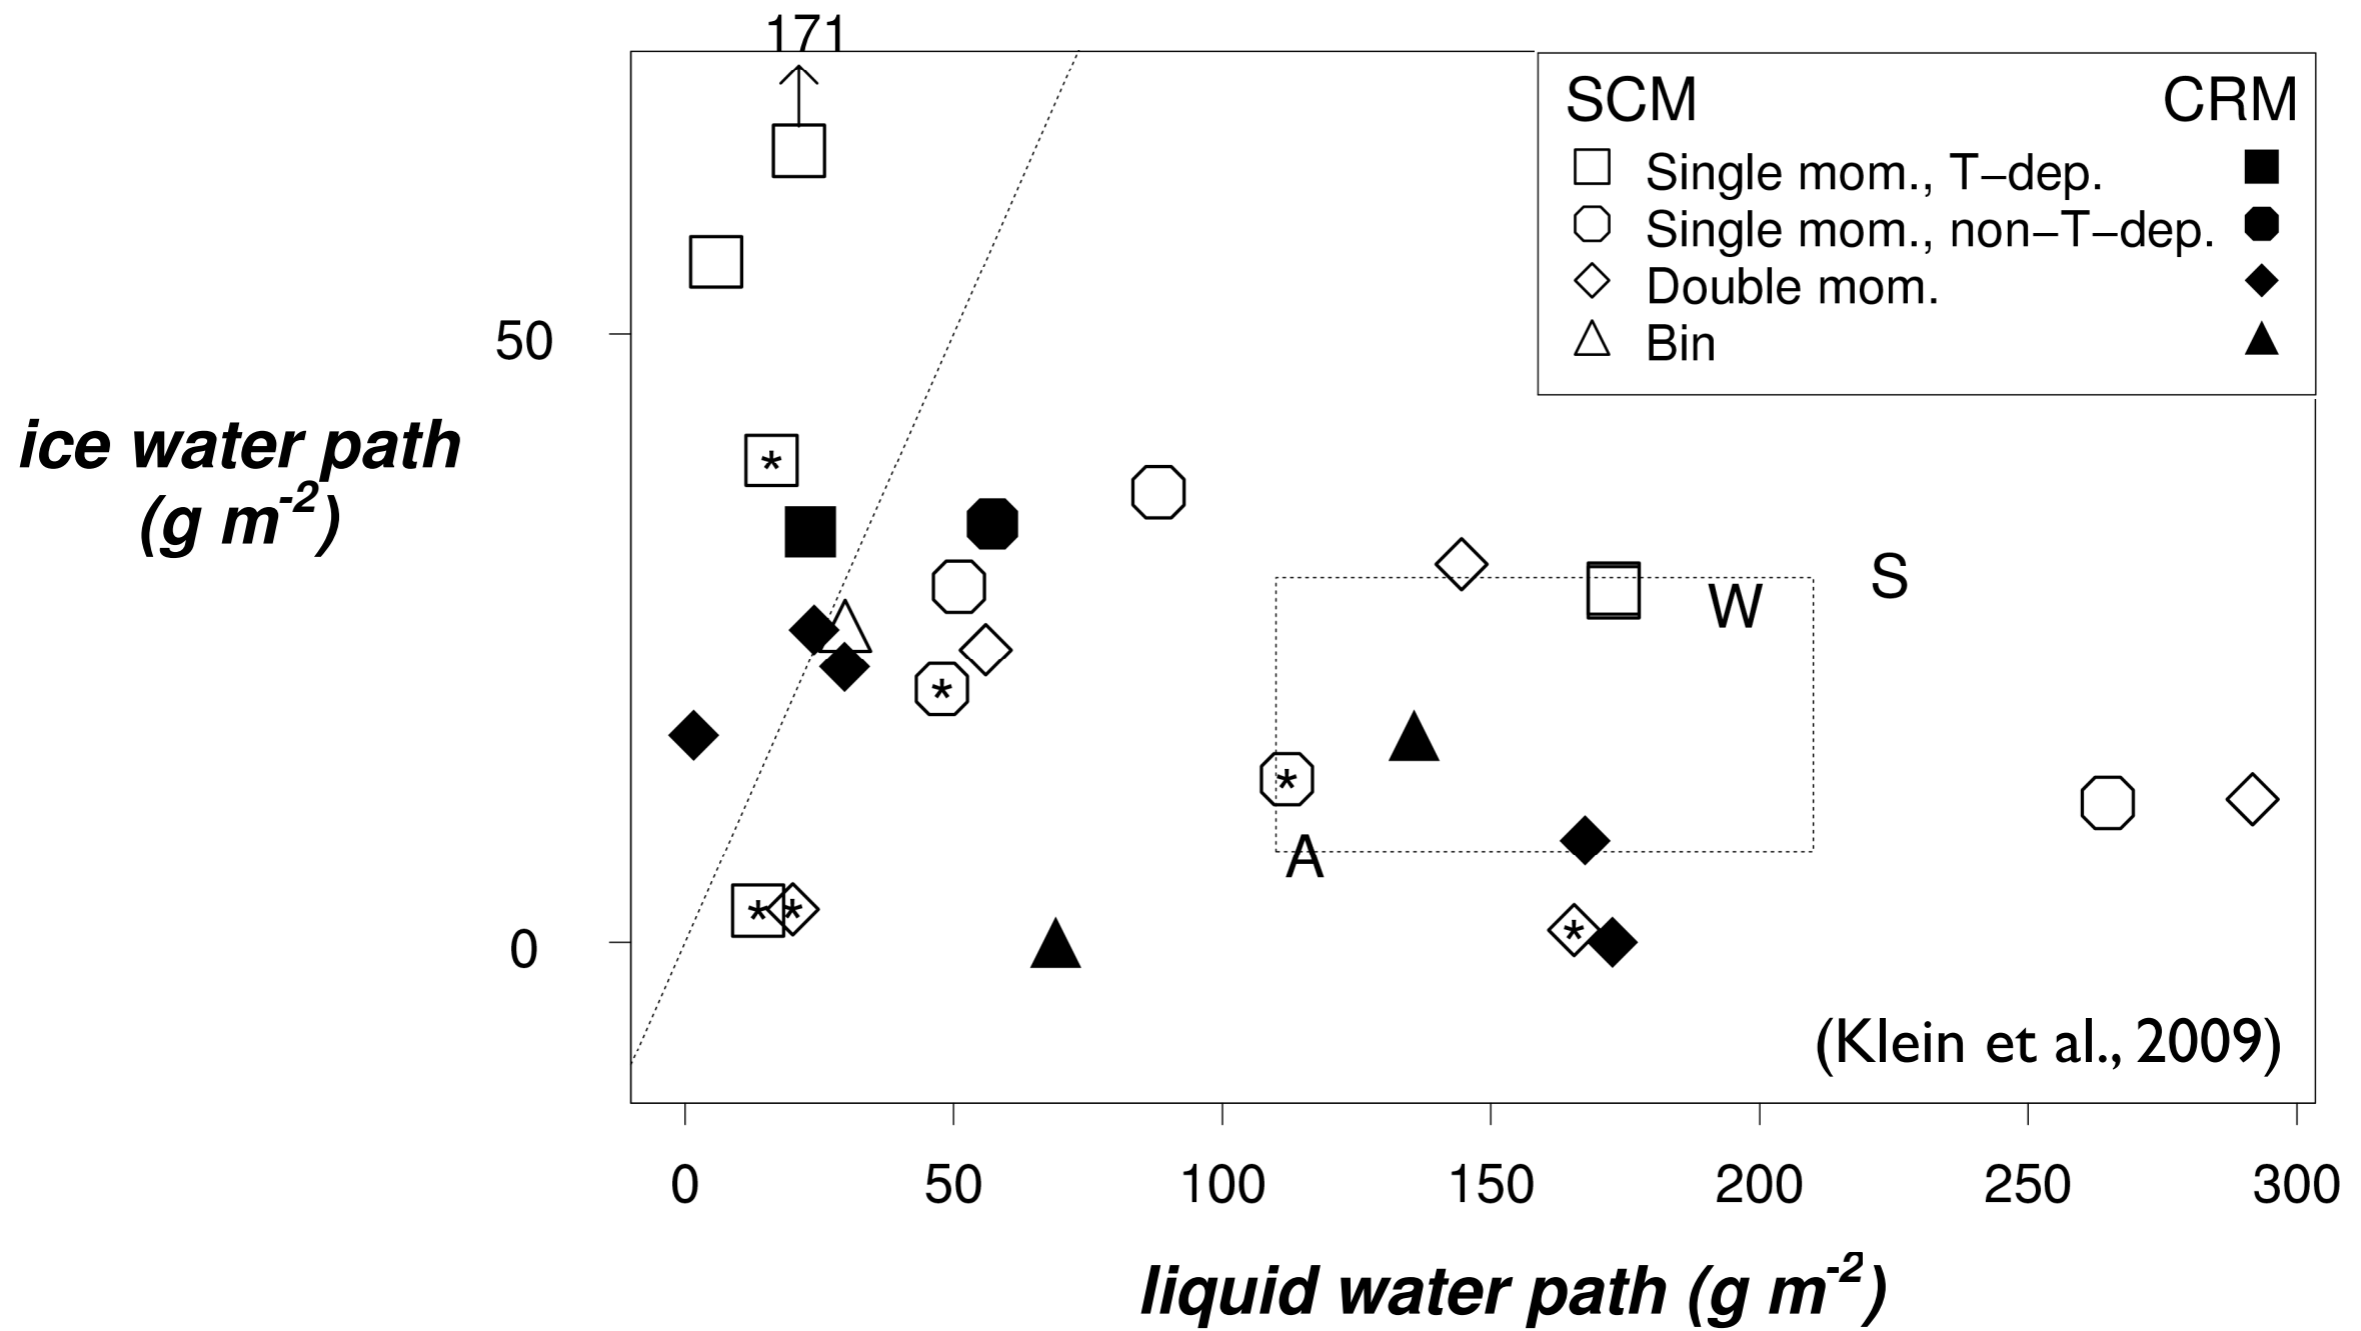 171
SCM CRM
Single mom., T–dep.
Single mom., non–T–dep.
Double mom.
Bin
50
ice water path
(g m-2)
*
S
W
*
*
A
* *
*
0
(Klein et al., 2009)
0 50 100 150 200 250 300
liquid water path (g m-2)